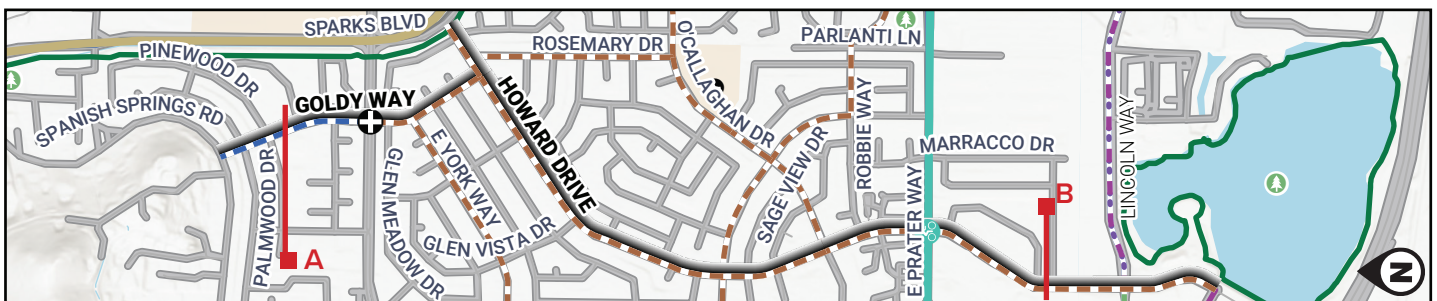 SPARKS BLVD
PINEWOOD DR
SPANISH SPRINGS RD
GOLDY WAY
PALMWOOD DR
A
GLEN MEADOW DR
E YORK WAY
GLEN VISTA DR
HOWARD DRIVE
ROSEMARY DR
O'CALLAGHAN DR
PARLANTI LN
ROBBIE WAY
SAGE VIEW DR
E PRATER WAY
MARRACCO DR
B
LINCOLN WAY
N